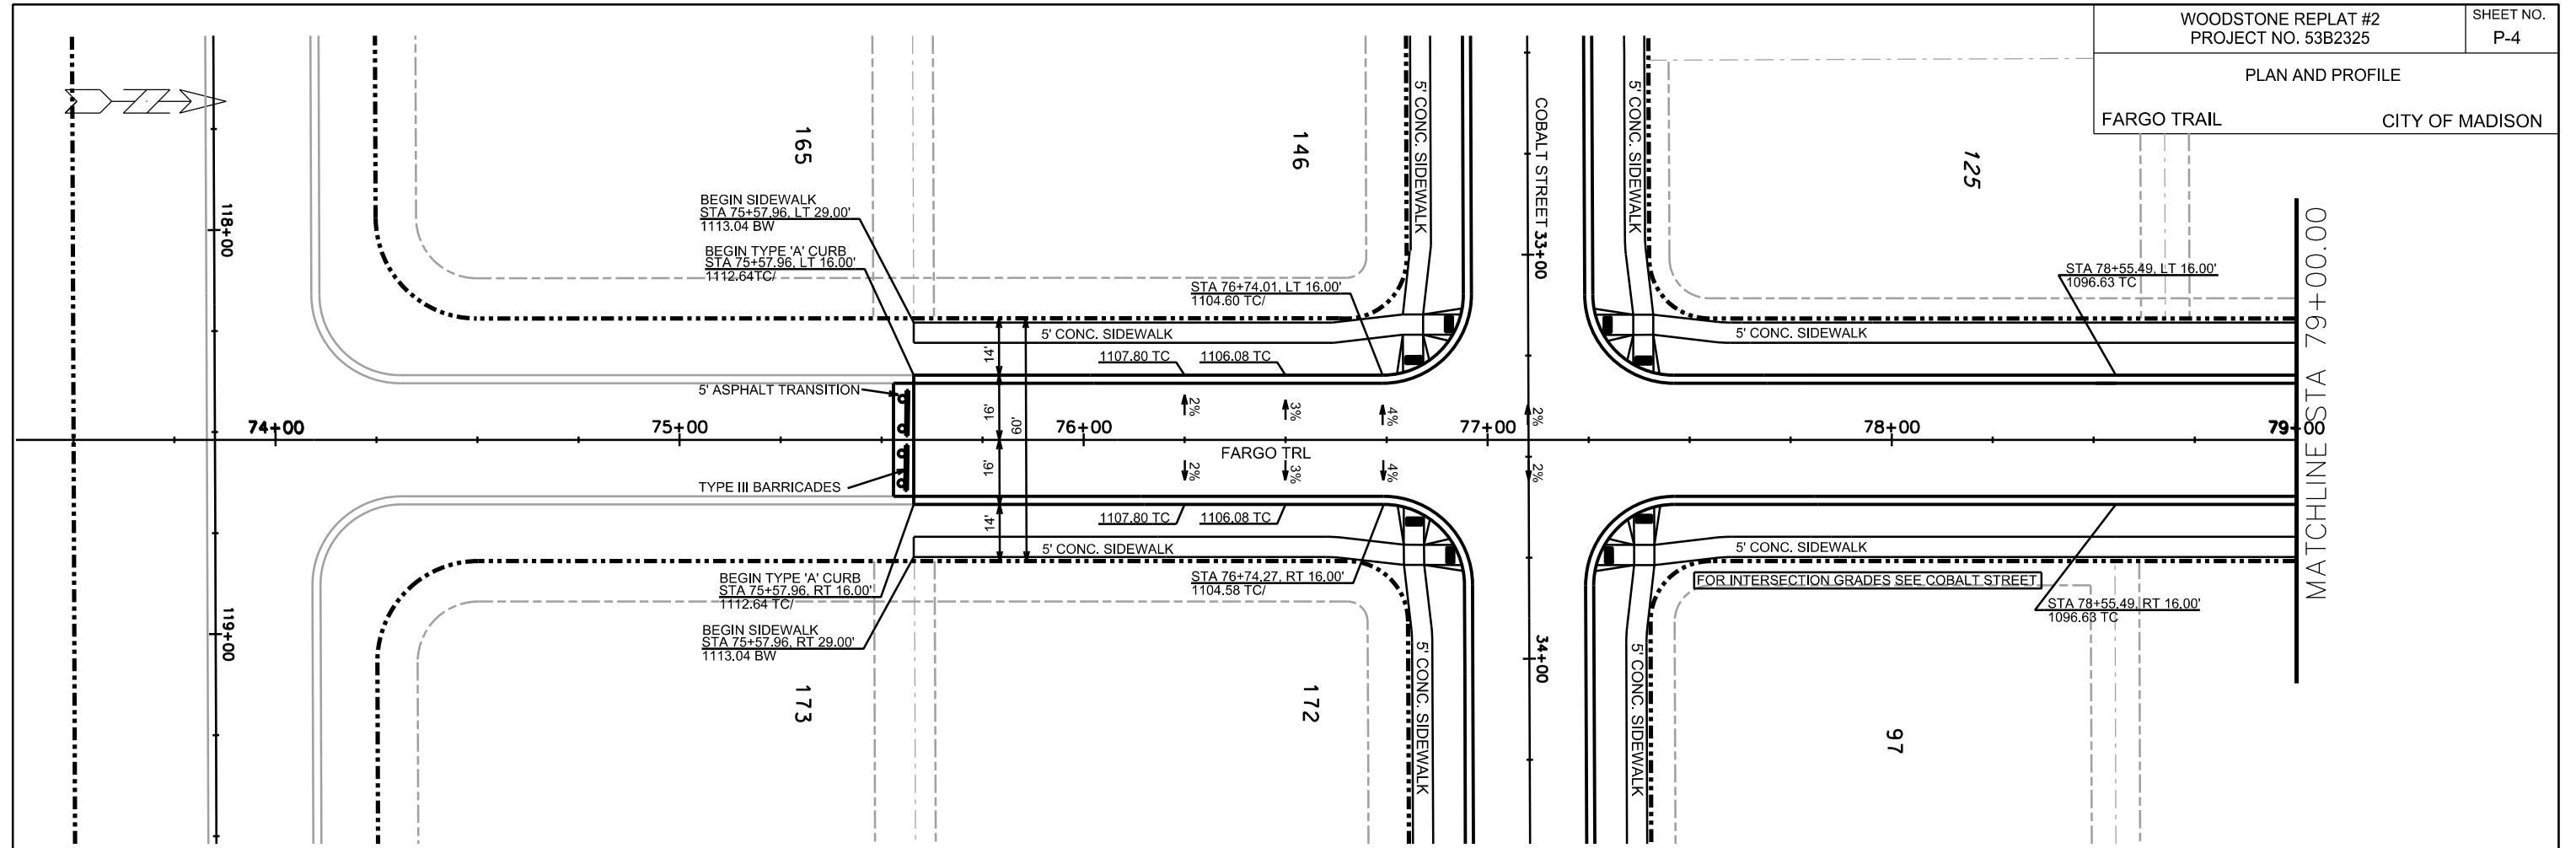 WOODSTONE REPLAT #2
PROJECT NO. 53B2325
SHEET NO.
P-4
PLAN AND PROFILE
FARGO TRAIL
CITY OF MADISON
118+00
119+00
165
146
125
173
172
97
BEGIN SIDEWALK
STA 75+57.96, LT 29.00'
1113.04 BW
BEGIN TYPE 'A' CURB
STA 75+57.96, LT 16.00'
1112.64TC/
5' ASPHALT TRANSITION
TYPE III BARRICADES
BEGIN TYPE 'A' CURB
STA 75+57.96, RT 16.00'
1112.64 TC/
BEGIN SIDEWALK
STA 75+57.96, RT 29.00'
1113.04 BW
5' CONC. SIDEWALK
5' CONC. SIDEWALK
14'
16'
60'
16'
14'
1107.80 TC
1106.08 TC
1107.80 TC
1106.08 TC
STA 76+74.01, LT 16.00'
1104.60 TC/
STA 76+74.27, RT 16.00'
1104.58 TC/
2%
3%
4%
2%
2%
3%
4%
2%
74+00
75+00
76+00
77+00
78+00
79+00
FARGO TRL
5' CONC. SIDEWALK
COBALT STREET 33+00
5' CONC. SIDEWALK
5' CONC. SIDEWALK
34+00
5' CONC. SIDEWALK
5' CONC. SIDEWALK
5' CONC. SIDEWALK
FOR INTERSECTION GRADES SEE COBALT STREET
STA 78+55.49, LT 16.00'
1096.63 TC
STA 78+55.49, RT 16.00'
1096.63 TC
MATCHLINE STA 79+00.00